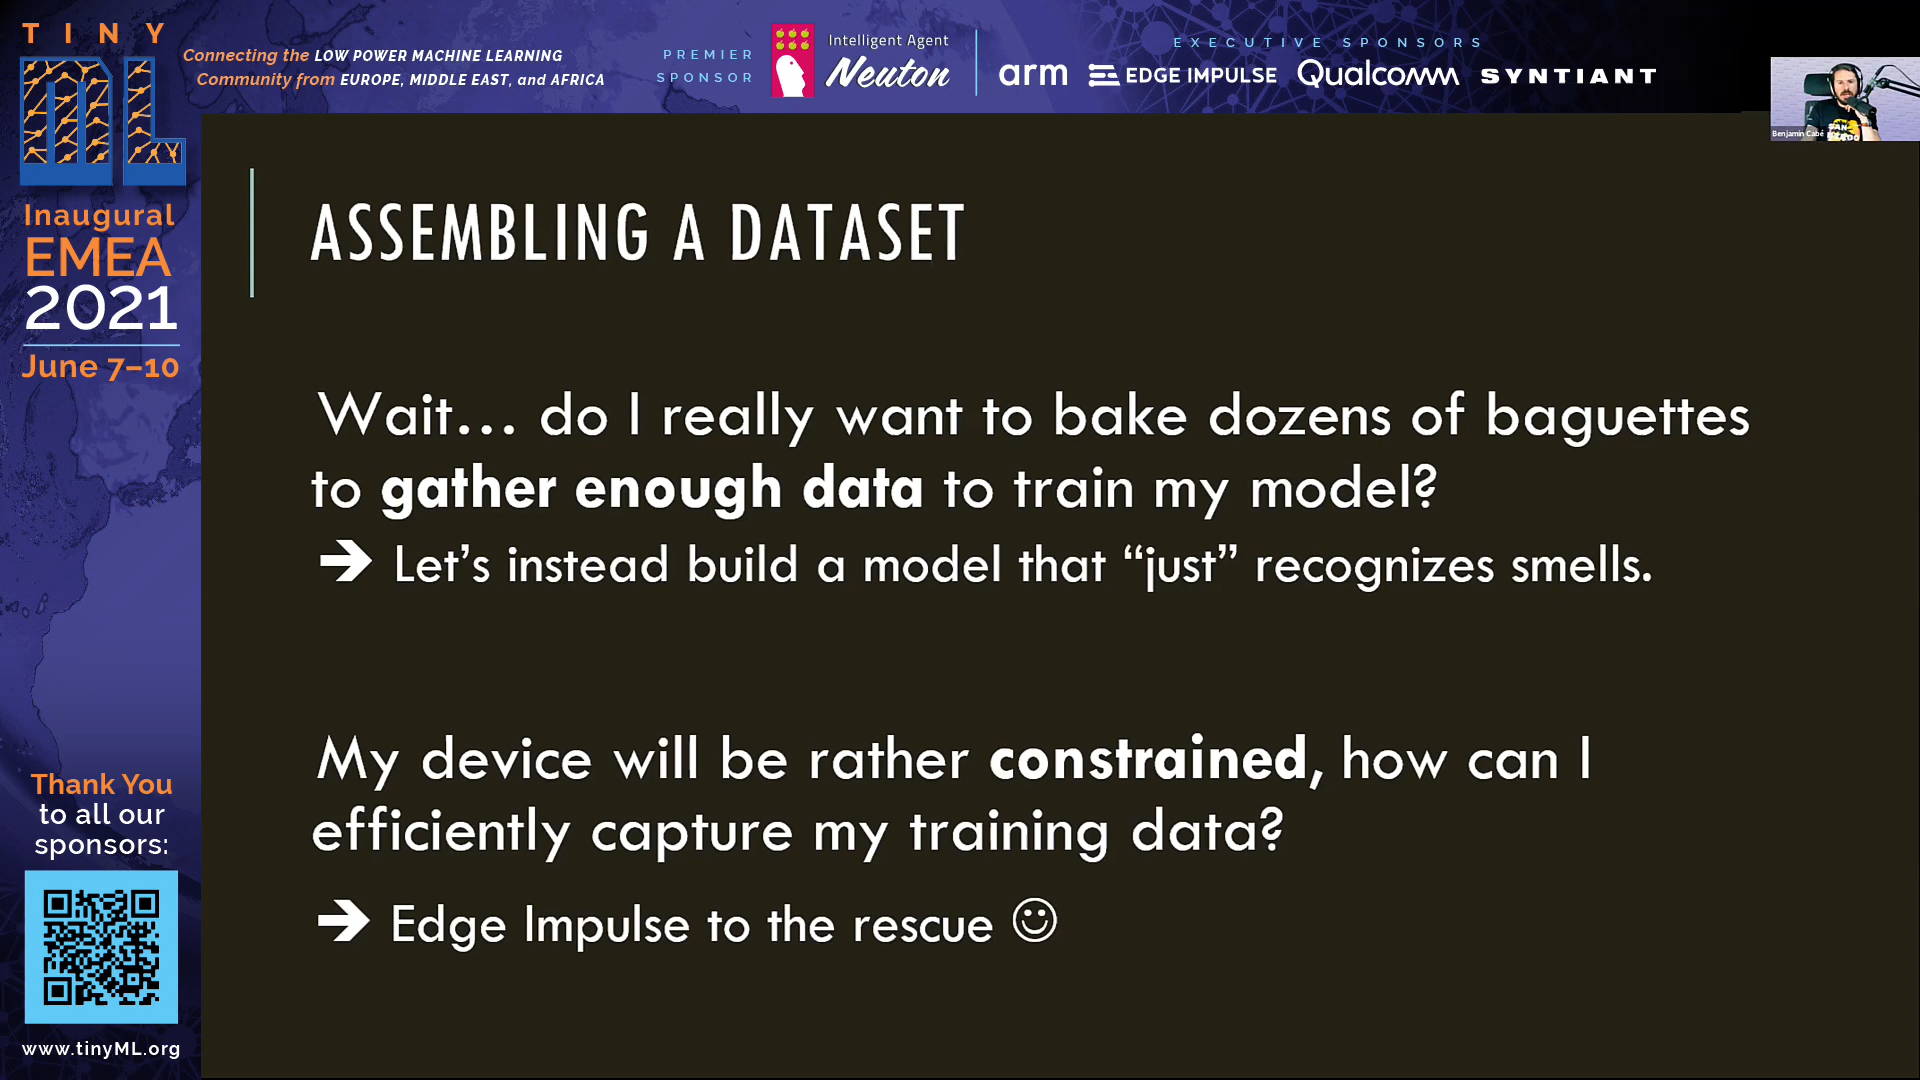 TINY
ML
Connecting the LOW POWER MACHINE LEARNING
Community from EUROPE, MIDDLE EAST, and AFRICA
PREMIER
SPONSOR
Intelligent Agent
Neuton
EXECUTIVE SPONSORS
arm
EDGE IMPULSE
Qualcomm
SYNTIANT
Benjamin Cabé
Inaugural
EMEA
2021
June 7–10
ASSEMBLING A DATASET
Wait… do I really want to bake dozens of baguettes
to gather enough data to train my model?
➔ Let’s instead build a model that “just” recognizes smells.
My device will be rather constrained, how can I
efficiently capture my training data?
➔ Edge Impulse to the rescue ☺
Thank You
to all our
sponsors:
www.tinyML.org